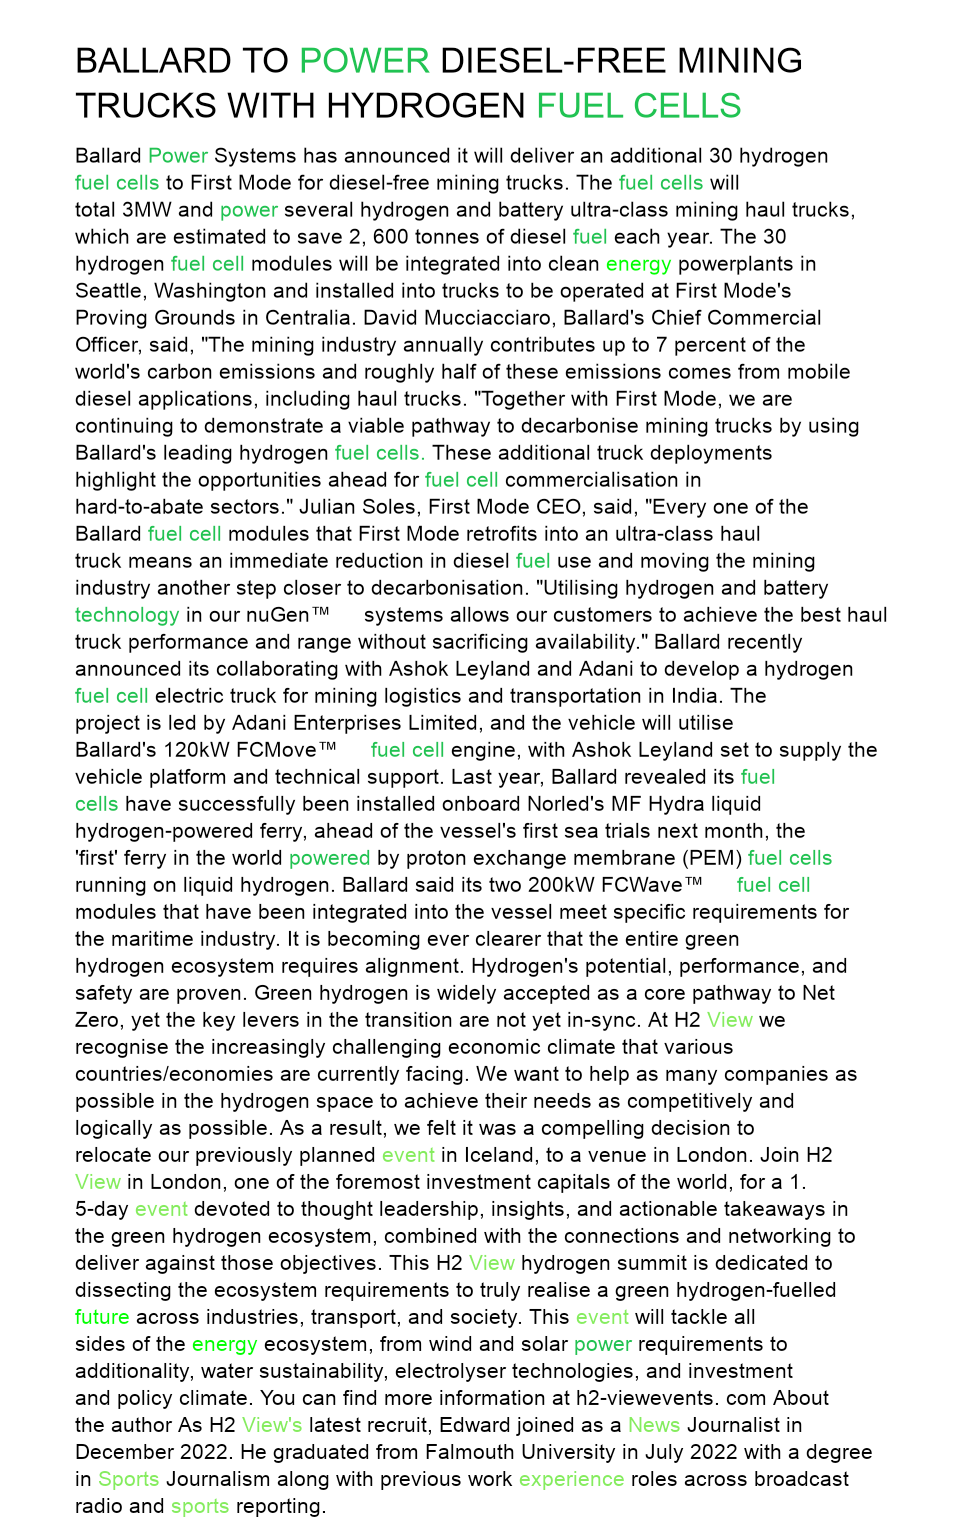 BALLARD TO POWER DIESEL-FREE MINING
TRUCKS WITH HYDROGEN FUEL CELLS
Ballard Power Systems has announced it will deliver an additional 30 hydrogen
fuel cells to First Mode for diesel-free mining trucks. The fuel cells will
total 3MW and power several hydrogen and battery ultra-class mining haul trucks,
which are estimated to save 2, 600 tonnes of diesel fuel each year. The 30
hydrogen fuel cell modules will be integrated into clean energy powerplants in
Seattle, Washington and installed into trucks to be operated at First Mode's
Proving Grounds in Centralia. David Mucciacciaro, Ballard's Chief Commercial
Officer, said, "The mining industry annually contributes up to 7 percent of the
world's carbon emissions and roughly half of these emissions comes from mobile
diesel applications, including haul trucks. "Together with First Mode, we are
continuing to demonstrate a viable pathway to decarbonise mining trucks by using
Ballard's leading hydrogen fuel cells. These additional truck deployments
highlight the opportunities ahead for fuel cell commercialisation in
hard-to-abate sectors." Julian Soles, First Mode CEO, said, "Every one of the
Ballard fuel cell modules that First Mode retrofits into an ultra-class haul
truck means an immediate reduction in diesel fuel use and moving the mining
industry another step closer to decarbonisation. "Utilising hydrogen and battery
technology in our nuGen™ systems allows our customers to achieve the best haul
truck performance and range without sacrificing availability." Ballard recently
announced its collaborating with Ashok Leyland and Adani to develop a hydrogen
fuel cell electric truck for mining logistics and transportation in India. The
project is led by Adani Enterprises Limited, and the vehicle will utilise
Ballard's 120kW FCMove™ fuel cell engine, with Ashok Leyland set to supply the
vehicle platform and technical support. Last year, Ballard revealed its fuel
cells have successfully been installed onboard Norled's MF Hydra liquid
hydrogen-powered ferry, ahead of the vessel's first sea trials next month, the
'first' ferry in the world powered by proton exchange membrane (PEM) fuel cells
running on liquid hydrogen. Ballard said its two 200kW FCWave™ fuel cell
modules that have been integrated into the vessel meet specific requirements for
the maritime industry. It is becoming ever clearer that the entire green
hydrogen ecosystem requires alignment. Hydrogen's potential, performance, and
safety are proven. Green hydrogen is widely accepted as a core pathway to Net
Zero, yet the key levers in the transition are not yet in-sync. At H2 View we
recognise the increasingly challenging economic climate that various
countries/economies are currently facing. We want to help as many companies as
possible in the hydrogen space to achieve their needs as competitively and
logically as possible. As a result, we felt it was a compelling decision to
relocate our previously planned event in Iceland, to a venue in London. Join H2
View in London, one of the foremost investment capitals of the world, for a 1.
5-day event devoted to thought leadership, insights, and actionable takeaways in
the green hydrogen ecosystem, combined with the connections and networking to
deliver against those objectives. This H2 View hydrogen summit is dedicated to
dissecting the ecosystem requirements to truly realise a green hydrogen-fuelled
future across industries, transport, and society. This event will tackle all
sides of the energy ecosystem, from wind and solar power requirements to
additionality, water sustainability, electrolyser technologies, and investment
and policy climate. You can find more information at h2-viewevents. com About
the author As H2 View's latest recruit, Edward joined as a News Journalist in
December 2022. He graduated from Falmouth University in July 2022 with a degree
in Sports Journalism along with previous work experience roles across broadcast
radio and sports reporting.